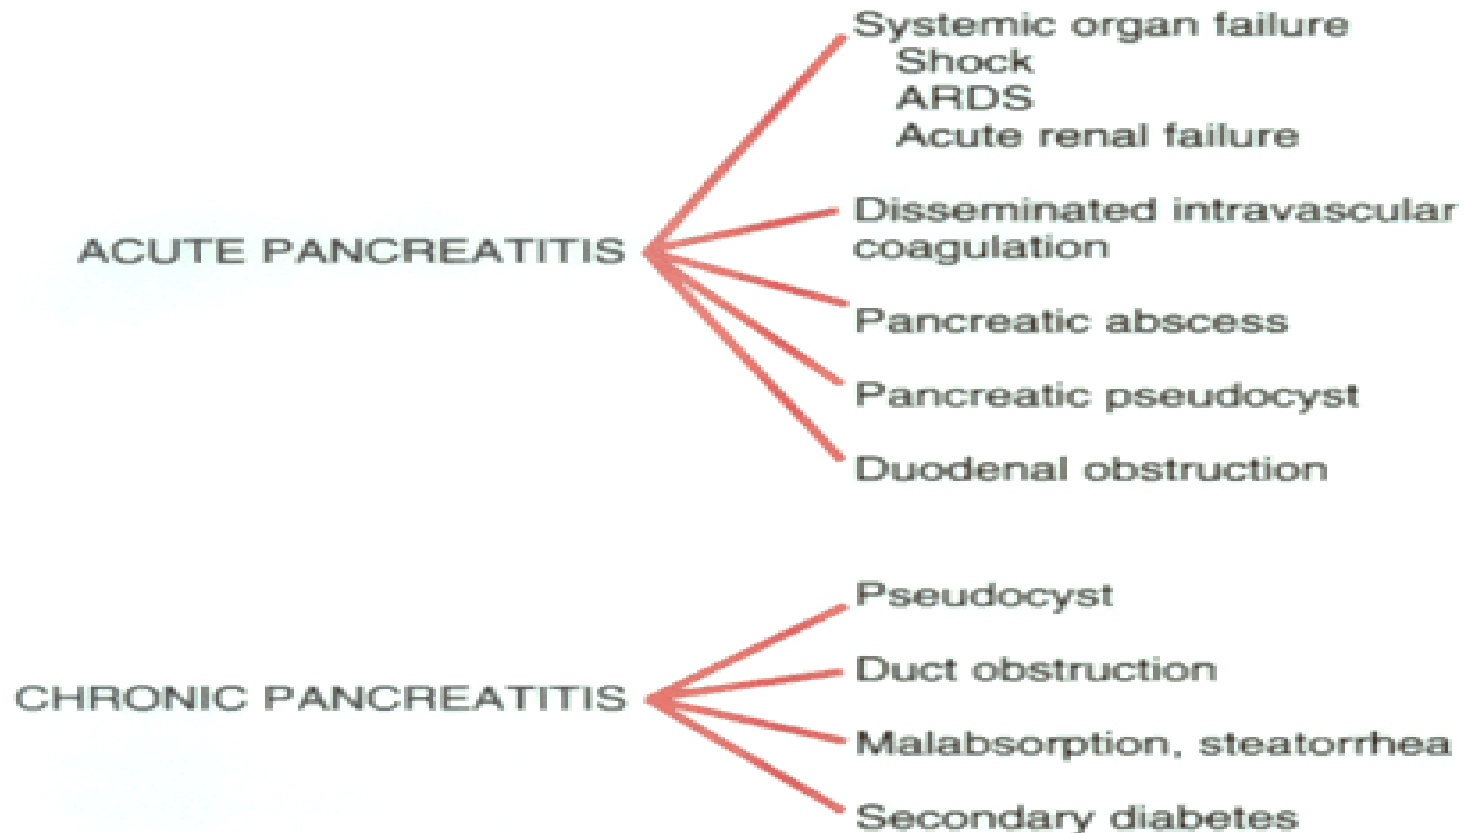 Systemic organ failure
Shock
ARDS
Acute renal failure
ACUTE PANCREATITIS
Disseminated intravascular
coagulation
Pancreatic abscess
Pancreatic pseudocyst
Duodenal obstruction
CHRONIC PANCREATITIS
Pseudocyst
Duct obstruction
Malabsorption, steatorrhea
Secondary diabetes